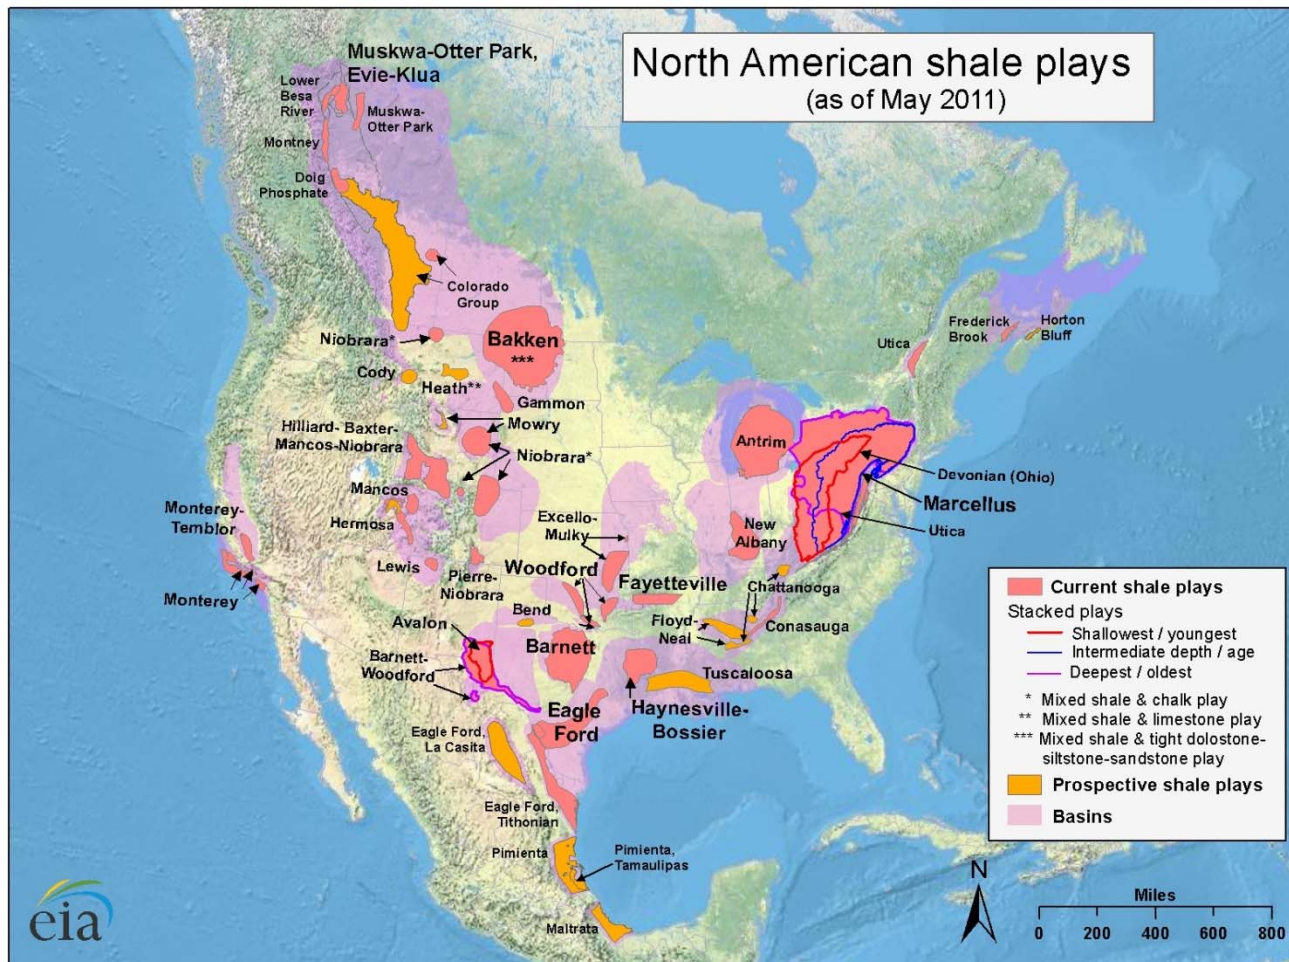 North American shale plays
(as of May 2011)
Muskwa-Otter Park,
Evie-Klua
Lower
Besa
River
Muskwa-
Otter Park
Montney
Doig
Phosphate
Colorado
Group
Niobrara*
Bakken
***
Cody
Heath**
Gammon
Mowry
Hilliard- Baxter-
Mancos-Niobrara
Niobrara*
Mancos
Hermosa
Monterey-
Temblor
Monterey
Lewis
Pierre-
Niobrara
Excello-
Mulky
Woodford
Fayetteville
New
Albany
Antrim
Utica
Frederick
Brook
Horton
Bluff
Devonian (Ohio)
Marcellus
Utica
Chattanooga
Floyd-
Neal
Conasauga
Bend
Avalon
Barnett
Barnett-
Woodford
Tuscaloosa
Haynesville-
Bossier
Eagle
Ford
Eagle Ford,
La Casita
Eagle Ford,
Tithonian
Pimienta
Pimienta,
Tamaulipas
Maltrata
Current shale plays
Stacked plays
Shallowest / youngest
Intermediate depth / age
Deepest / oldest
* Mixed shale & chalk play
** Mixed shale & limestone play
*** Mixed shale & tight dolostone-
siltstone-sandstone play
Prospective shale plays
Basins
N
Miles
0 200 400 600 800
eia